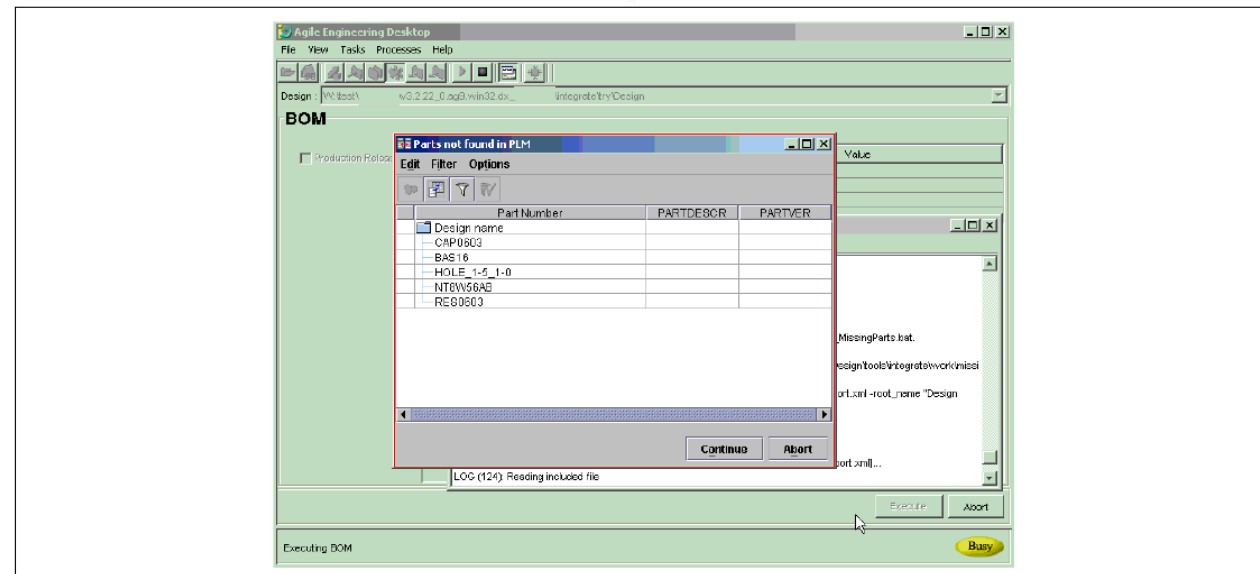 Agile Engineering Desktop
File View Tasks Processes Help
Design :
BOM
Parts not found in PLM
Production
Value
Edit Filter Options
Part Number PARTDESCR PARTVER
Design name
CAP0603
BAS16
HOLE_1-5_1-0
NT8W56AB
RES0603
_MissingParts.bat.
ort.xml -root_name "Design
Continue Abort
ort.xml]...
LOG (124): Reading included file
Execute Abort
Executing BOM
Busy